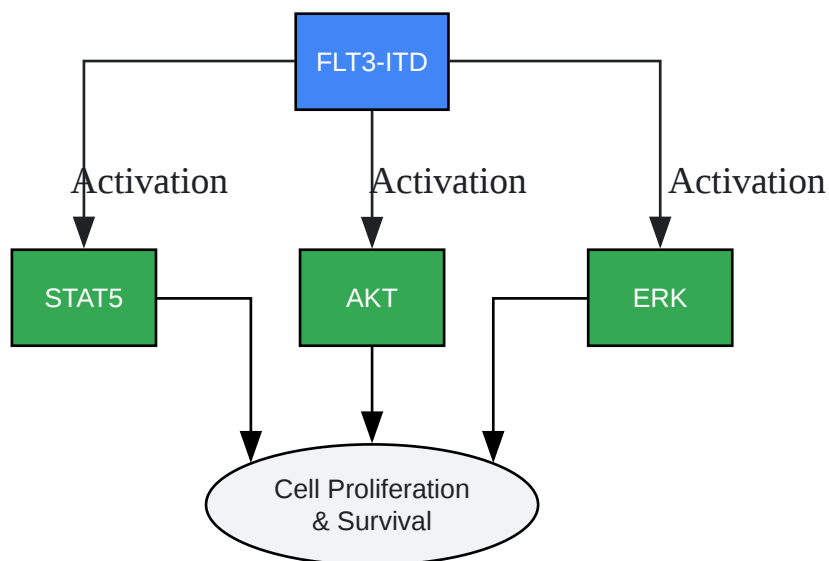 FLT3-ITD
Activation
Activation
Activation
STAT5
AKT
ERK
Cell Proliferation
& Survival